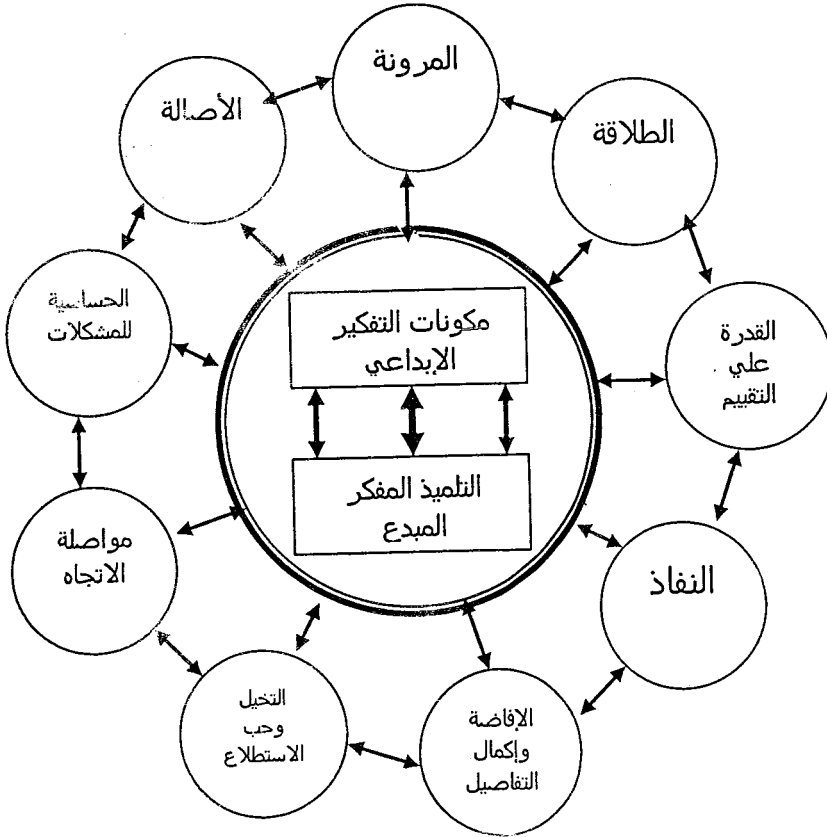 المرونة
الطلاقة
القدرة
علي
التقييم
النفاذ
الإفاضة
وإكمال
التفاصيل
التخيل
وحب
الاستطلاع
مواصلة
الاتجاه
الحساسية
للمشكلات
الأصالة
مكونات التفكير
الإبداعي
التلميذ المفكر
المبدع